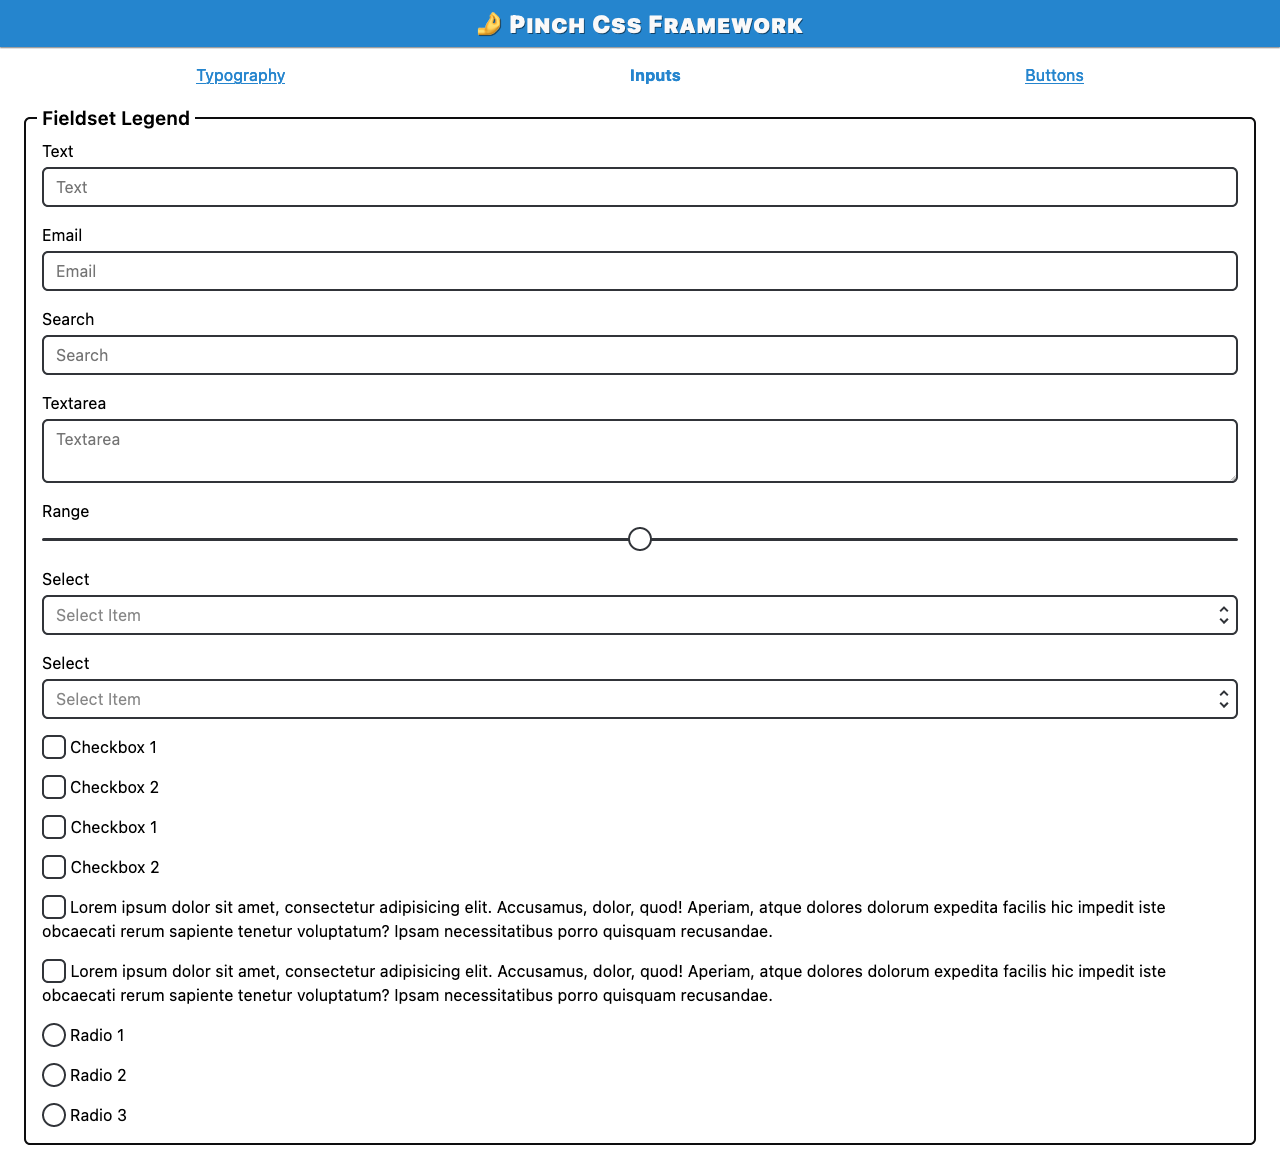 🤌 Pinch Css Framework
Typography
Inputs
Buttons
Fieldset Legend
Text
Text
Email
Email
Search
Search
Textarea
Textarea
Range
Select
Select Item
Select
Select Item
Checkbox 1
Checkbox 2
Checkbox 1
Checkbox 2
Lorem ipsum dolor sit amet, consectetur adipisicing elit. Accusamus, dolor, quod! Aperiam, atque dolores dolorum expedita facilis hic impedit iste
obcaecati rerum sapiente tenetur voluptatum? Ipsam necessitatibus porro quisquam recusandae.
Lorem ipsum dolor sit amet, consectetur adipisicing elit. Accusamus, dolor, quod! Aperiam, atque dolores dolorum expedita facilis hic impedit iste
obcaecati rerum sapiente tenetur voluptatum? Ipsam necessitatibus porro quisquam recusandae.
Radio 1
Radio 2
Radio 3